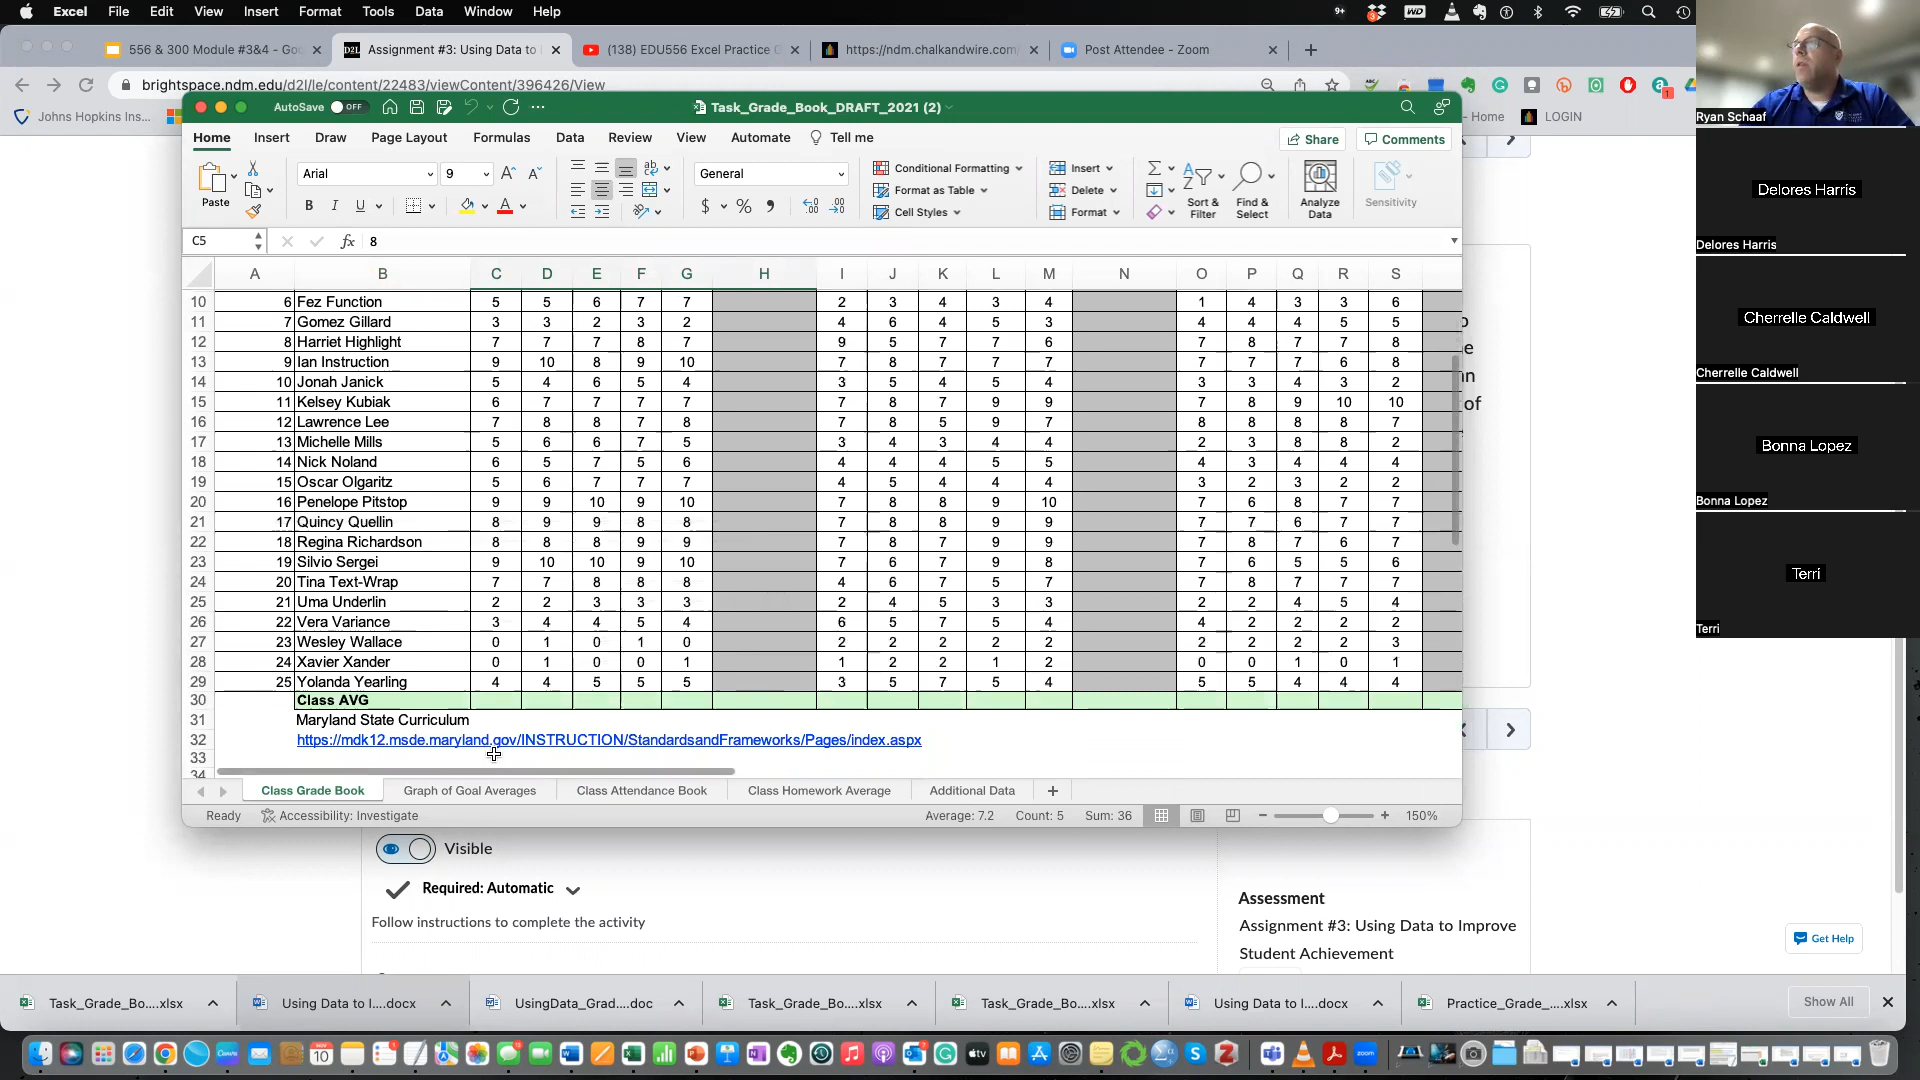 Excel File Edit View Insert Format Tools Data Window Help
556 & 300 Module #3&4 - Go
Assignment #3: Using Data to I
(138) EDU556 Excel Practice G
https://ndm.chalkandwire.com
Post Attendee - Zoom
brightspace.ndm.edu/d2l/le/content/22483/viewContent/396426/View
Johns Hopkins Ins...
Home LOGIN
AutoSave OFF
Task_Grade_Book_DRAFT_2021 (2)
Home Insert Draw Page Layout Formulas Data Review View Automate Tell me
Share Comments
Paste
Arial 9
B I U
General
$ %
Conditional Formatting
Format as Table
Cell Styles
Insert
Delete
Format
Sort & Filter
Find & Select
Analyze Data
Sensitivity
C5 fx 8
A B C D E F G H I J K L M N O P Q R S
10 6 Fez Function 5 5 6 7 7 2 3 4 3 4 1 4 3 3 6
11 7 Gomez Gillard 3 3 2 3 2 4 6 4 5 3 4 4 4 5 5
12 8 Harriet Highlight 7 7 7 8 7 9 5 7 7 6 7 8 7 7 8
13 9 Ian Instruction 9 10 8 9 10 7 8 7 7 7 7 7 7 6 8
14 10 Jonah Janick 5 4 6 5 4 3 5 4 5 4 3 3 4 3 2
15 11 Kelsey Kubiak 6 7 7 7 7 7 8 7 9 9 7 8 9 10 10
16 12 Lawrence Lee 7 8 8 7 8 7 8 5 9 7 8 8 8 8 7
17 13 Michelle Mills 5 6 6 7 5 3 4 3 4 4 2 3 8 8 2
18 14 Nick Noland 6 5 7 5 6 4 4 4 5 5 4 3 4 4 4
19 15 Oscar Olgaritz 5 6 7 7 7 4 5 4 4 4 3 2 3 2 2
20 16 Penelope Pitstop 9 9 10 9 10 7 8 8 9 10 7 6 8 7 7
21 17 Quincy Quellin 8 9 9 8 8 7 8 8 9 9 7 7 6 7 7
22 18 Regina Richardson 8 8 8 9 9 7 8 7 9 9 7 8 7 6 7
23 19 Silvio Sergei 9 10 10 9 10 7 6 7 9 8 7 6 5 5 6
24 20 Tina Text-Wrap 7 7 8 8 8 4 6 7 5 7 7 8 7 7 7
25 21 Uma Underlin 2 2 3 3 3 2 4 5 3 3 2 2 4 5 4
26 22 Vera Variance 3 4 4 5 4 6 5 7 5 4 4 2 2 2 2
27 23 Wesley Wallace 0 1 0 1 0 2 2 2 2 2 2 2 2 2 3
28 24 Xavier Xander 0 1 0 0 1 1 2 2 1 2 0 0 1 0 1
29 25 Yolanda Yearling 4 4 5 5 5 3 5 7 5 4 5 5 4 4 4
30 Class AVG
31 Maryland State Curriculum
32 https://mdk12.msde.maryland.gov/INSTRUCTION/StandardsandFrameworks/Pages/index.aspx
33
34
Class Grade Book Graph of Goal Averages Class Attendance Book Class Homework Average Additional Data
Ready Accessibility: Investigate Average: 7.2 Count: 5 Sum: 36 150%
Visible
Required: Automatic
Follow instructions to complete the activity
Assessment
Assignment #3: Using Data to Improve
Student Achievement
Get Help
Task_Grade_Bo....xlsx
Using Data to I....docx
UsingData_Grad....doc
Task_Grade_Bo....xlsx
Task_Grade_Bo....xlsx
Using Data to I....docx
Practice_Grade_....xlsx
Show All
Ryan Schaaf
Delores Harris
Delores Harris
Cherrelle Caldwell
Cherrelle Caldwell
Bonna Lopez
Bonna Lopez
Terri
Terri